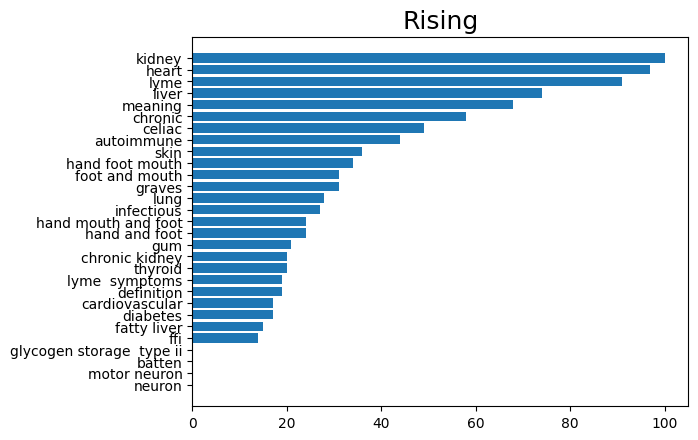 Rising
kidney
heart
lyme
liver
meaning
chronic
celiac
autoimmune
skin
hand foot mouth
foot and mouth
graves
lung
infectious
hand mouth and foot
hand and foot
gum
chronic kidney
thyroid
lyme  symptoms
definition
cardiovascular
diabetes
fatty liver
ffi
glycogen storage  type ii
batten
motor neuron
neuron
0 20 40 60 80 100